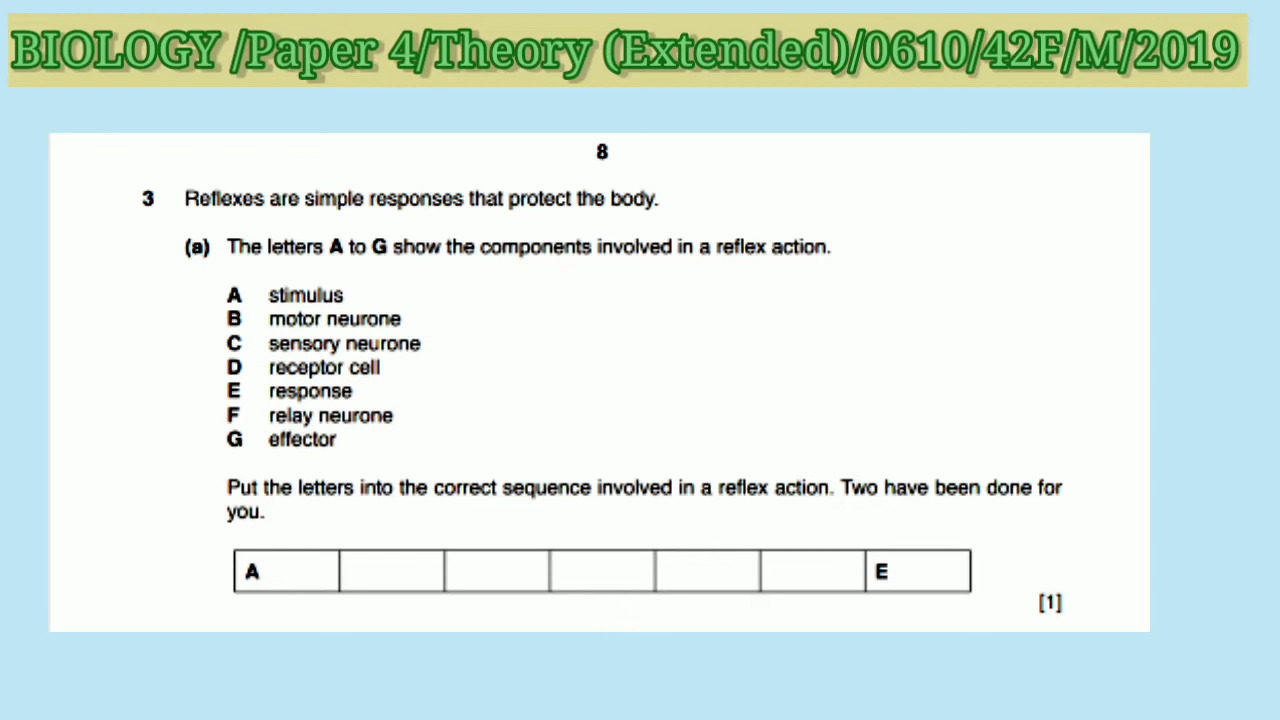 BIOLOGY /Paper 4/Theory (Extended)/0610/42F/M/2019
8
3 Reflexes are simple responses that protect the body.
(a) The letters A to G show the components involved in a reflex action.
A stimulus
B motor neurone
C sensory neurone
D receptor cell
E response
F relay neurone
G effector
Put the letters into the correct sequence involved in a reflex action. Two have been done for
you.
A E
[1]